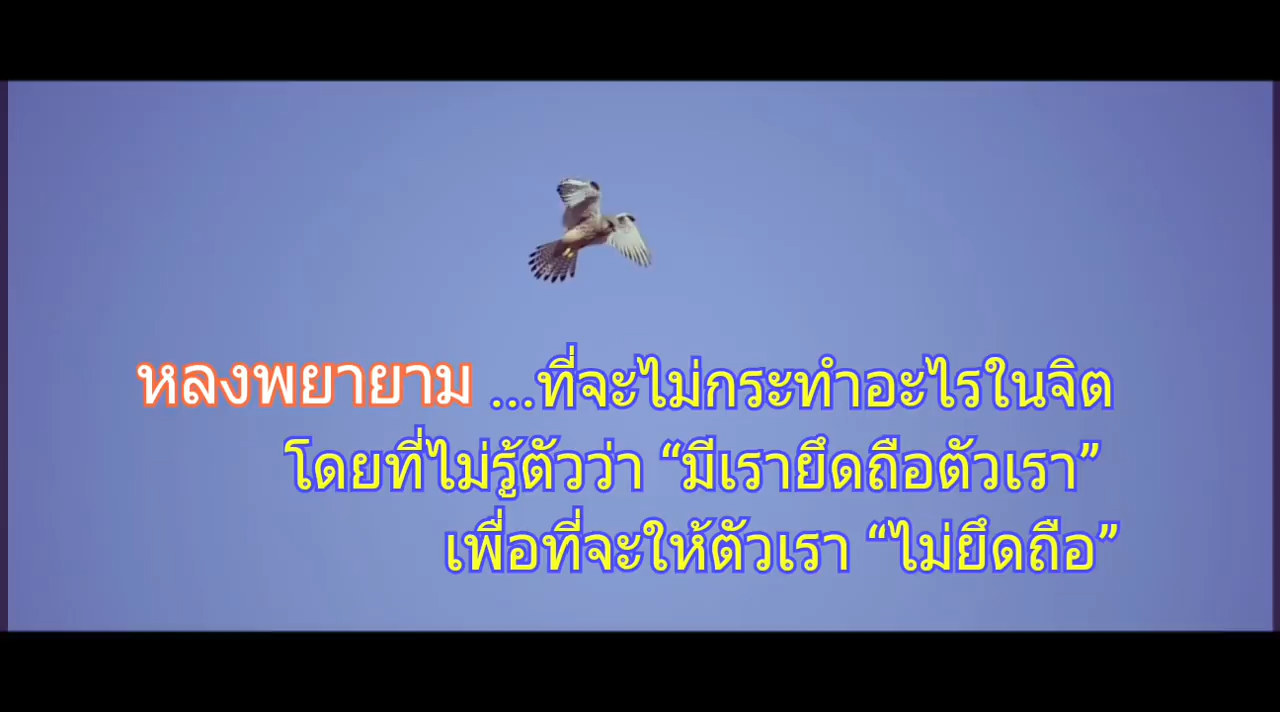 หลงพยายาม ...ที่จะไม่กระทำอะไรในจิต
โดยที่ไม่รู้ตัวว่า “มีเรายึดถือตัวเรา”
เพื่อที่จะให้ตัวเรา “ไม่ยึดถือ”